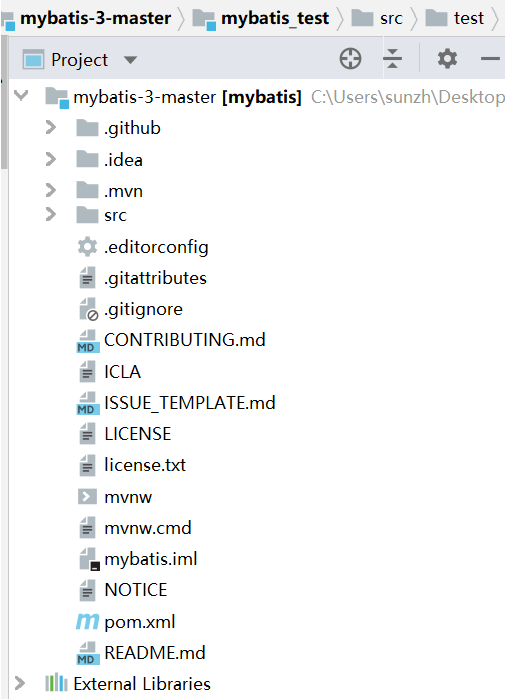 mybatis-3-master mybatis_test src test
Project
mybatis-3-master [mybatis] C:\Users\sunzh\Desktop
.github
.idea
.mvn
src
.editorconfig
.gitattributes
.gitignore
MD CONTRIBUTING.md
ICLA
MD ISSUE_TEMPLATE.md
LICENSE
license.txt
mvnw
mvnw.cmd
mybatis.iml
NOTICE
m pom.xml
MD README.md
External Libraries